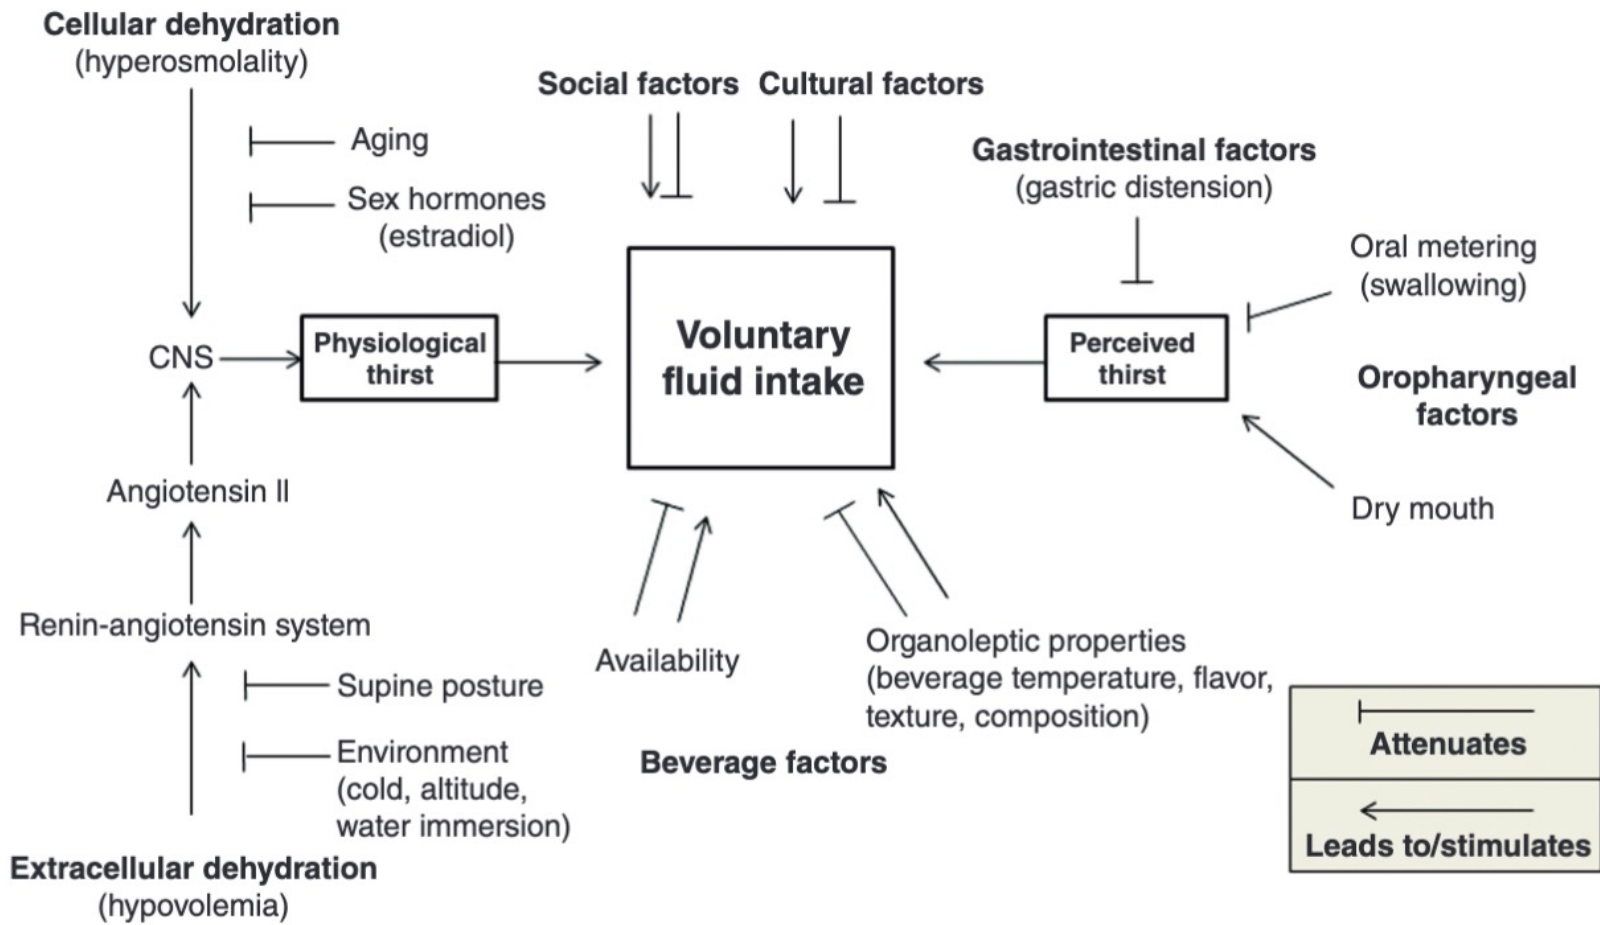 Cellular dehydration
(hyperosmolality)
Social factors
Cultural factors
Aging
Gastrointestinal factors
(gastric distension)
Sex hormones
(estradiol)
Oral metering
(swallowing)
CNS
Physiological
thirst
Voluntary
fluid intake
Perceived
thirst
Oropharyngeal
factors
Angiotensin II
Dry mouth
Renin-angiotensin system
Availability
Organoleptic properties
(beverage temperature, flavor,
texture, composition)
Supine posture
Environment
(cold, altitude,
water immersion)
Beverage factors
Attenuates
Leads to/stimulates
Extracellular dehydration
(hypovolemia)